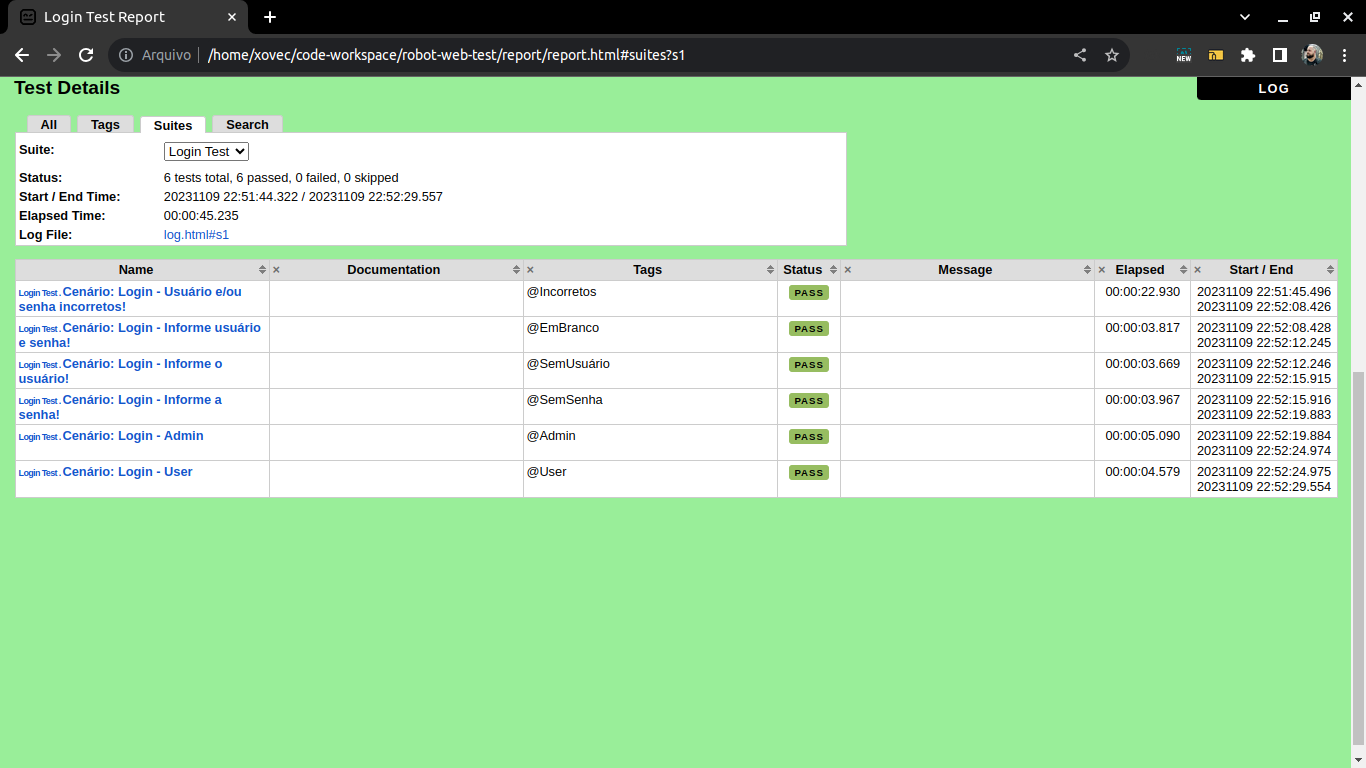 Login Test Report
Arquivo /home/xovec/code-workspace/robot-web-test/report/report.html#suites?s1
NEW
Test Details
LOG
All Tags Suites Search
Suite: Login Test
Status: 6 tests total, 6 passed, 0 failed, 0 skipped
Start / End Time: 20231109 22:51:44.322 / 20231109 22:52:29.557
Elapsed Time: 00:00:45.235
Log File: log.html#s1
Name × Documentation × Tags Status × Message × Elapsed × Start / End
Login Test . Cenário: Login - Usuário e/ou @Incorretos PASS 00:00:22.930 20231109 22:51:45.496
senha incorretos! 20231109 22:52:08.426
Login Test . Cenário: Login - Informe usuário @EmBranco PASS 00:00:03.817 20231109 22:52:08.428
e senha! 20231109 22:52:12.245
Login Test . Cenário: Login - Informe o @SemUsuário PASS 00:00:03.669 20231109 22:52:12.246
usuário! 20231109 22:52:15.915
Login Test . Cenário: Login - Informe a @SemSenha PASS 00:00:03.967 20231109 22:52:15.916
senha! 20231109 22:52:19.883
Login Test . Cenário: Login - Admin @Admin PASS 00:00:05.090 20231109 22:52:19.884
20231109 22:52:24.974
Login Test . Cenário: Login - User @User PASS 00:00:04.579 20231109 22:52:24.975
20231109 22:52:29.554